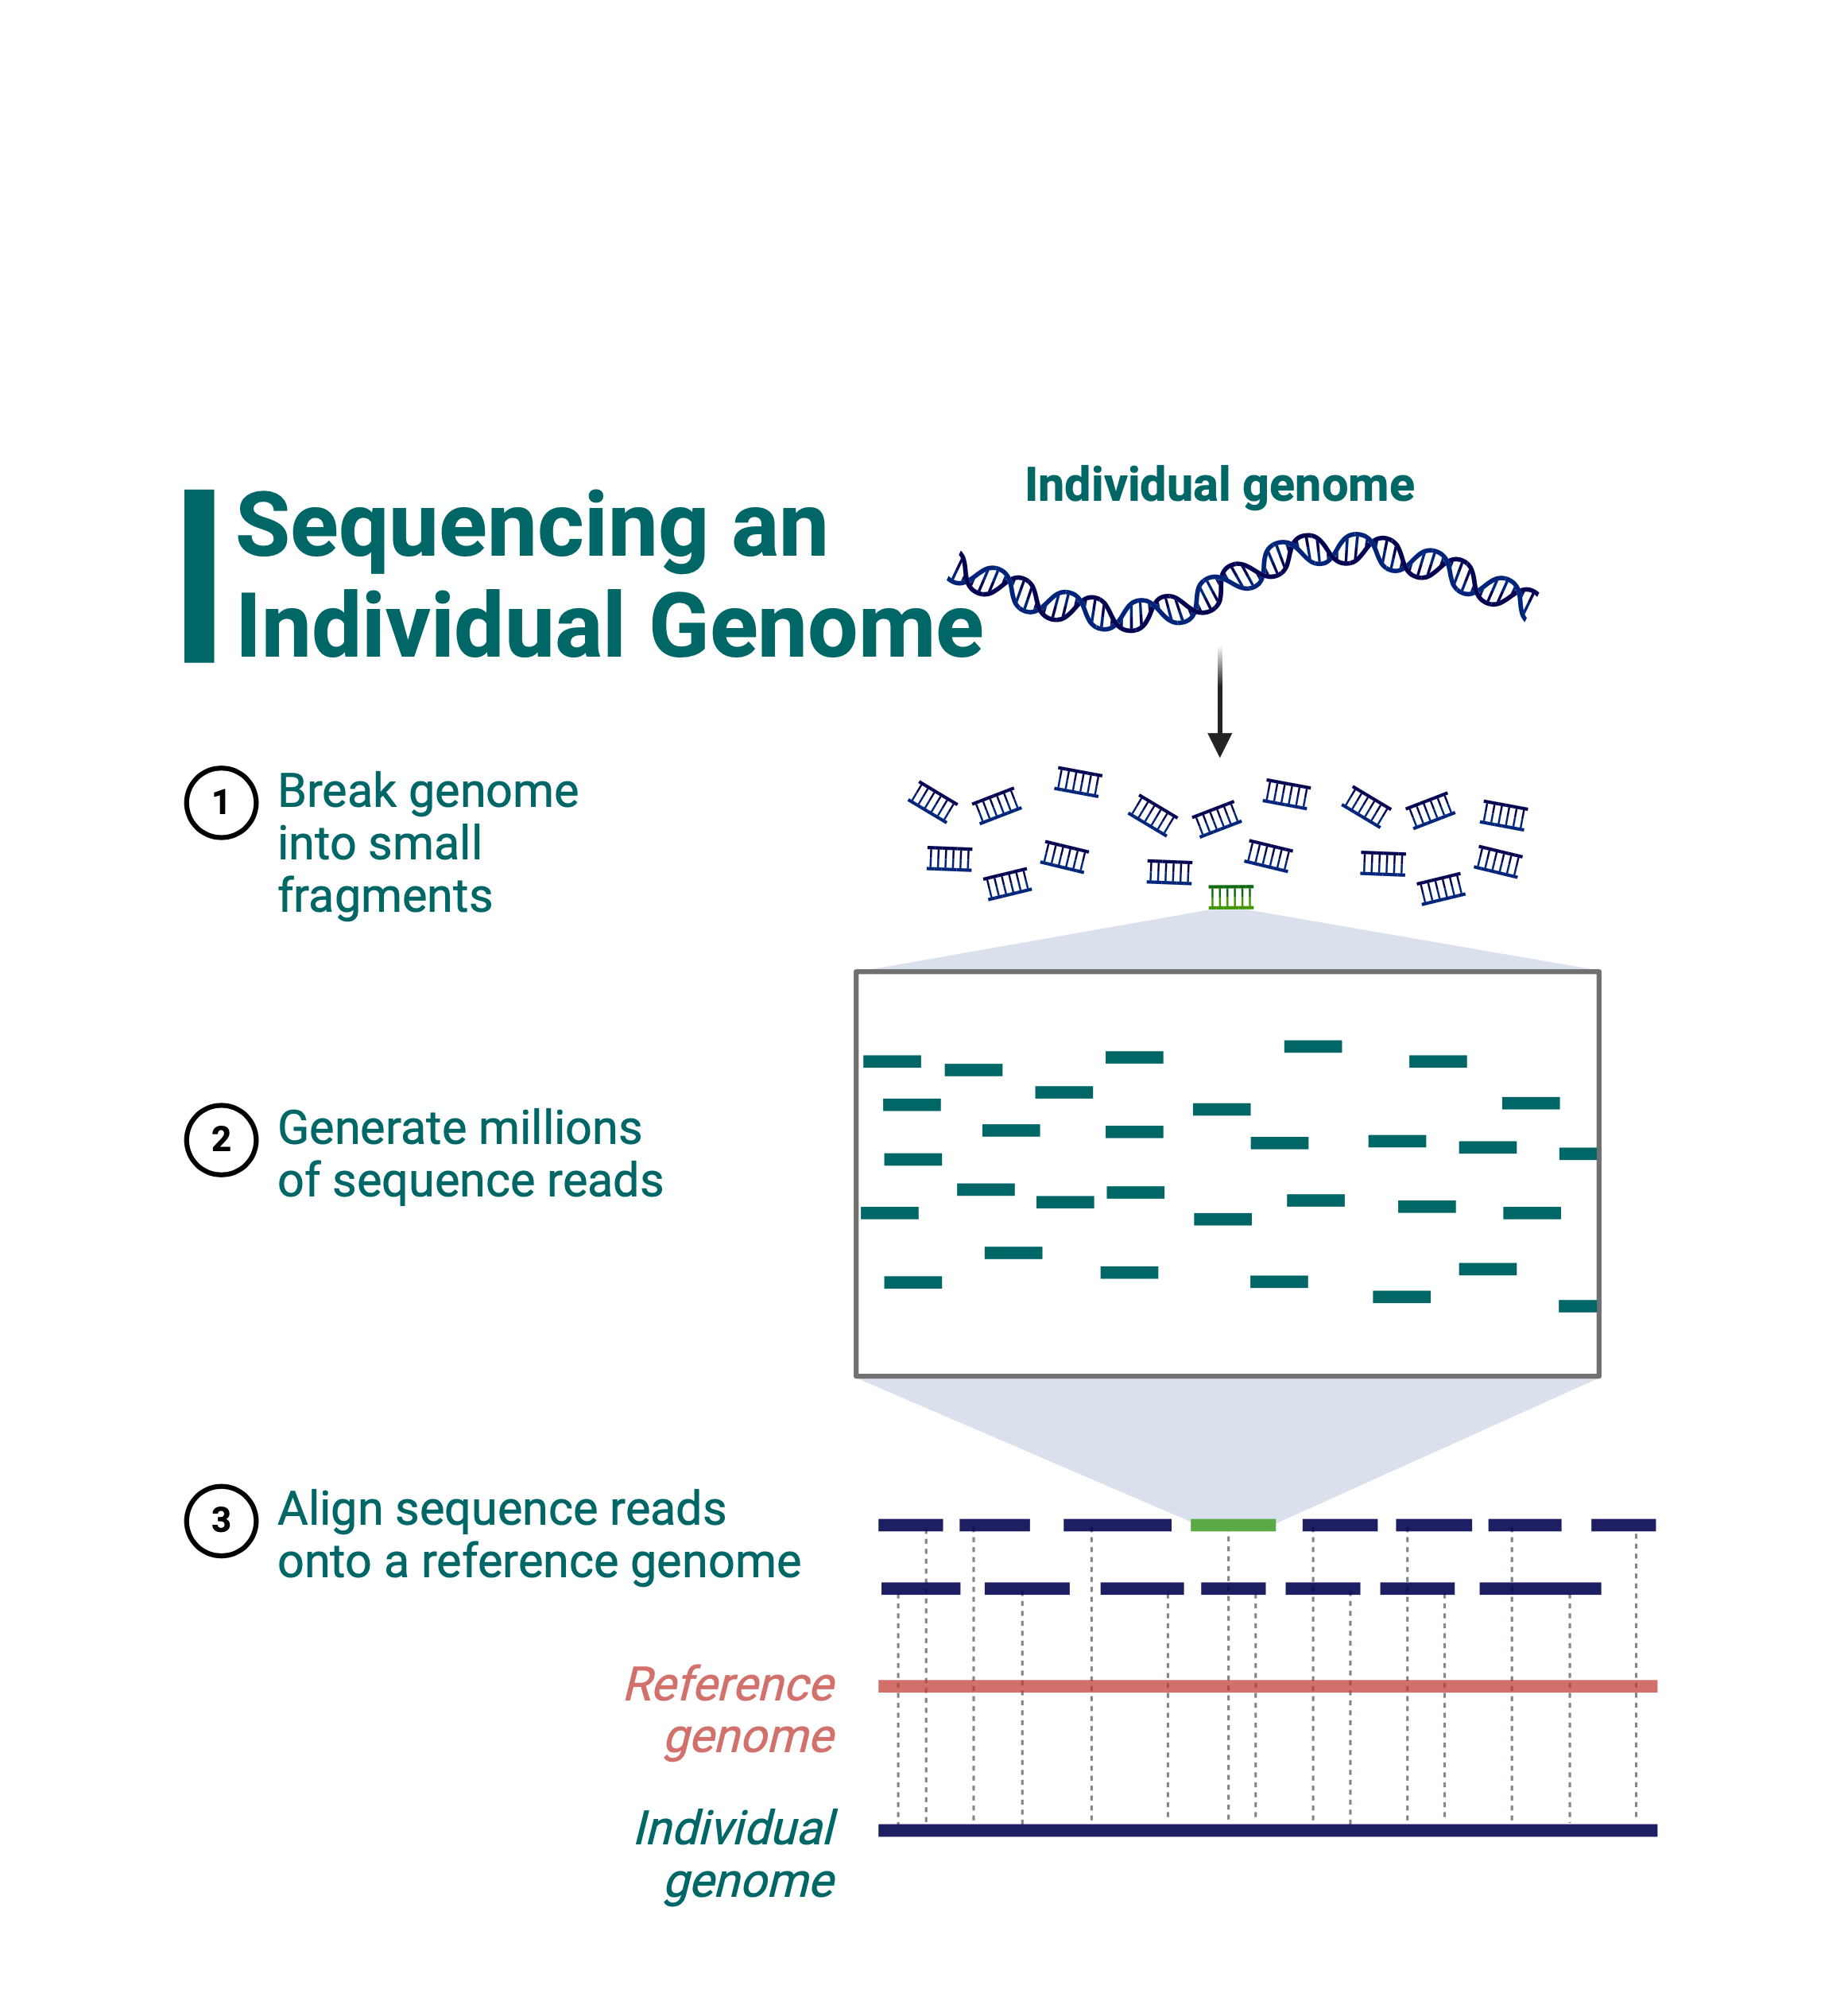 Sequencing an
Individual Genome
Individual genome
1
Break genome
into small
fragments
2
Generate millions
of sequence reads
3
Align sequence reads
onto a reference genome
Reference
genome
Individual
genome